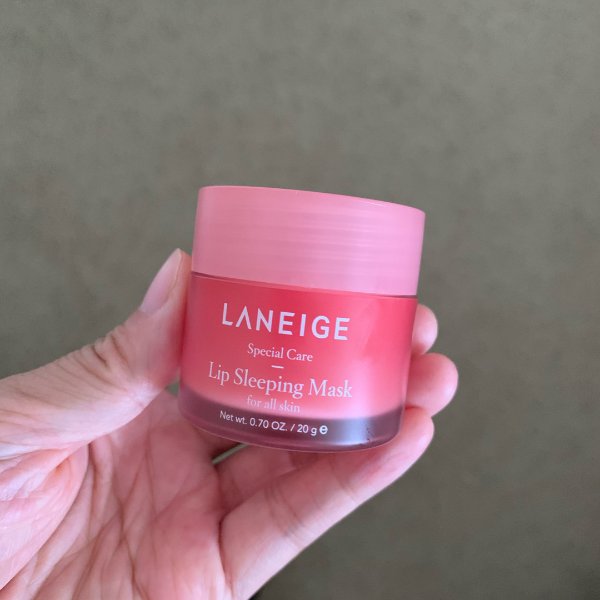 LANEIGE
Special Care
Lip Sleeping Mask
for all skin
Net wt. 0.70 OZ. / 20 g ℮